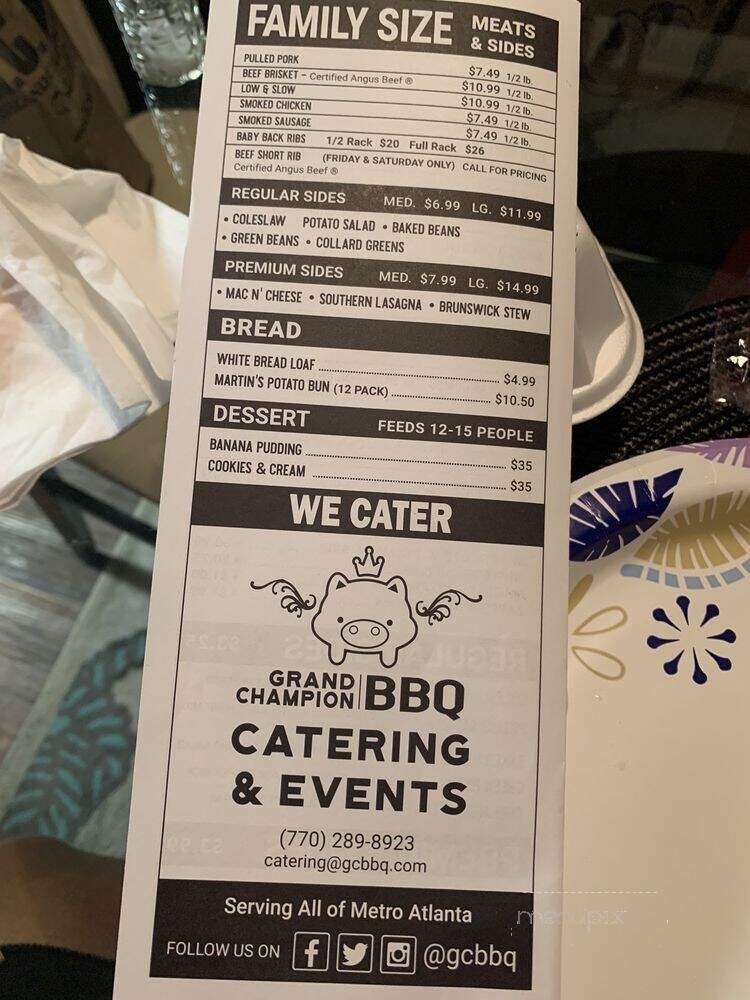 FAMILY SIZE MEATS & SIDES
PULLED PORK $7.49 1/2 lb.
BEEF BRISKET - Certified Angus Beef ® $10.99 1/2 lb.
LOW & SLOW $10.99 1/2 lb.
SMOKED CHICKEN $7.49 1/2 lb.
SMOKED SAUSAGE $7.49 1/2 lb.
BABY BACK RIBS 1/2 Rack $20 Full Rack $26
BEEF SHORT RIB (FRIDAY & SATURDAY ONLY) CALL FOR PRICING
Certified Angus Beef ®
REGULAR SIDES MED. $6.99 LG. $11.99
• COLESLAW POTATO SALAD • BAKED BEANS
• GREEN BEANS • COLLARD GREENS
PREMIUM SIDES MED. $7.99 LG. $14.99
• MAC N' CHEESE • SOUTHERN LASAGNA • BRUNSWICK STEW
BREAD
WHITE BREAD LOAF $4.99
MARTIN'S POTATO BUN (12 PACK) $10.50
DESSERT FEEDS 12-15 PEOPLE
BANANA PUDDING $35
COOKIES & CREAM $35
WE CATER
GRAND CHAMPION | BBQ
CATERING
& EVENTS
(770) 289-8923
catering@gcbbq.com
Serving All of Metro Atlanta
FOLLOW US ON @gcbbq
menupix